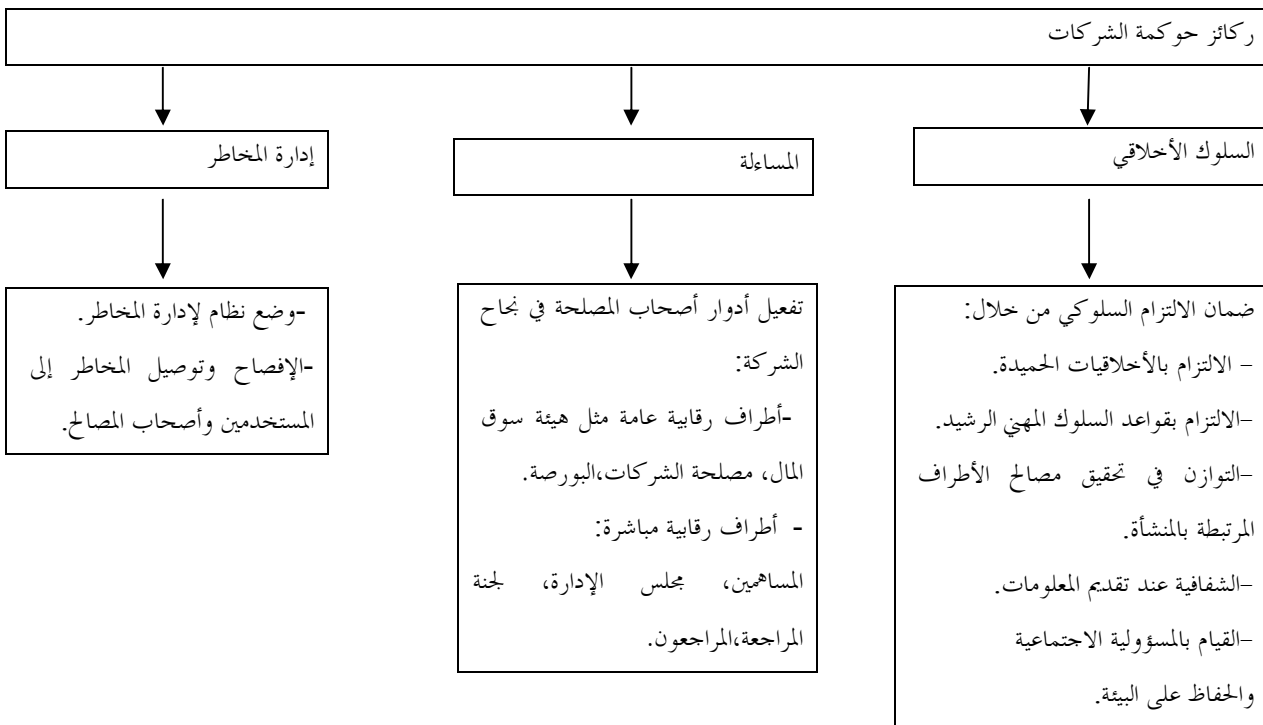 ركائز حوكمة الشركات
السلوك الأخلاقي
المساءلة
إدارة المخاطر
ضمان الالتزام السلوكي من خلال:
– الالتزام بالأخلاقيات الحميدة.
–الالتزام بقواعد السلوك المهني الرشيد.
–التوازن في تحقيق مصالح الأطراف
المرتبطة بالمنشأة.
–الشفافية عند تقديم المعلومات.
–القيام بالمسؤولية الاجتماعية
والحفاظ على البيئة.
تفعيل أدوار أصحاب المصلحة في نجاح
الشركة:
-أطراف رقابية عامة مثل هيئة سوق
المال، مصلحة الشركات،البورصة.
- أطراف رقابية مباشرة:
المساهمين، مجلس الإدارة، لجنة
المراجعة،المراجعون.
-وضع نظام لإدارة المخاطر.
-الإفصاح وتوصيل المخاطر إلى
المستخدمين وأصحاب المصالح.